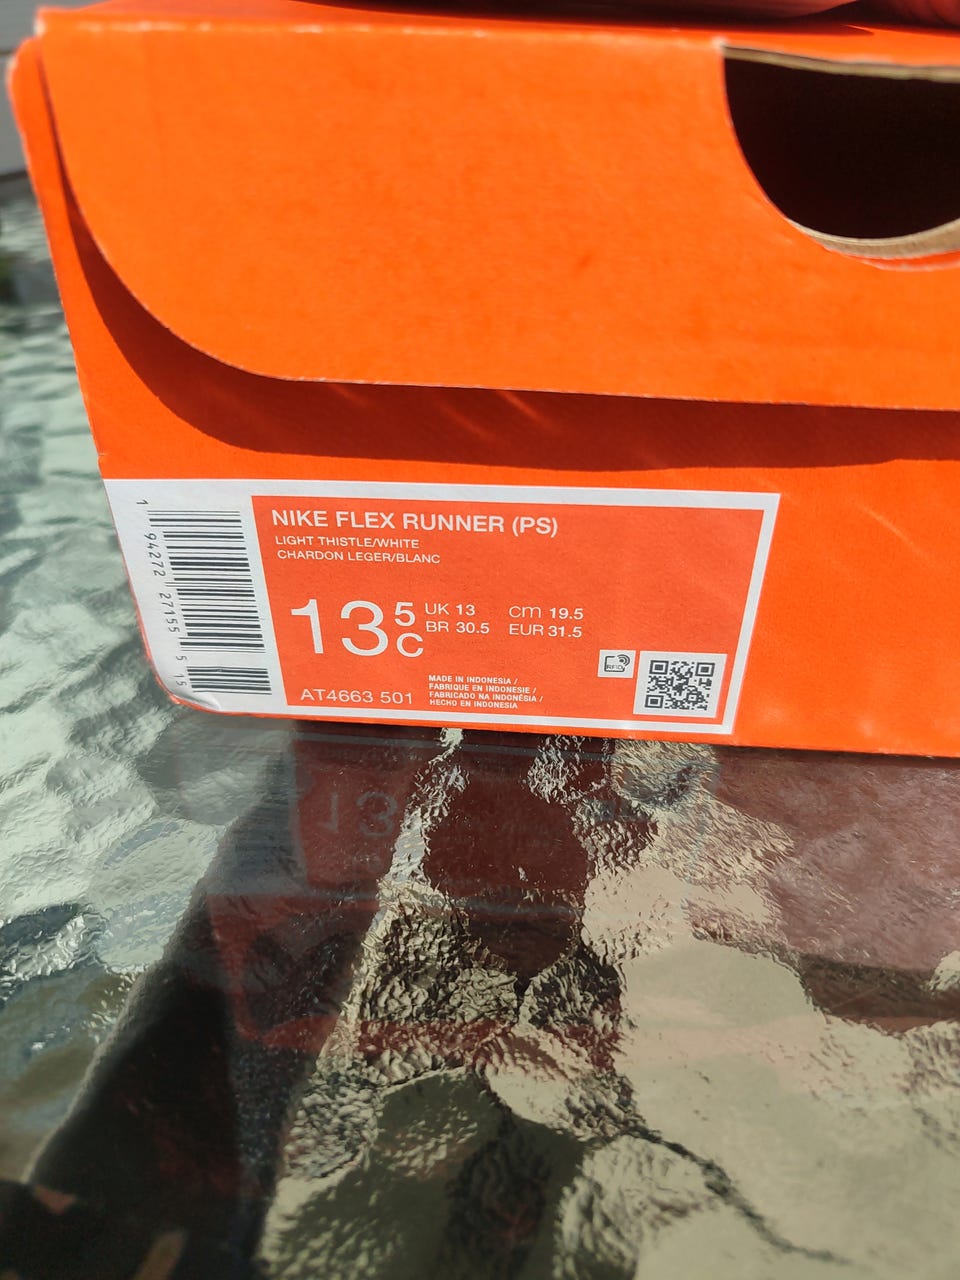 NIKE FLEX RUNNER (PS)
LIGHT THISTLE/WHITE
CHARDON LEGER/BLANC
13 5 C
UK 13 cm 19.5
BR 30.5 EUR 31.5
AT4663 501
MADE IN INDONESIA /
FABRIQUE EN INDONESIE /
FABRICADO NA INDONÉSIA /
HECHO EN INDONESIA
RFID
1 94272 27155 5 15